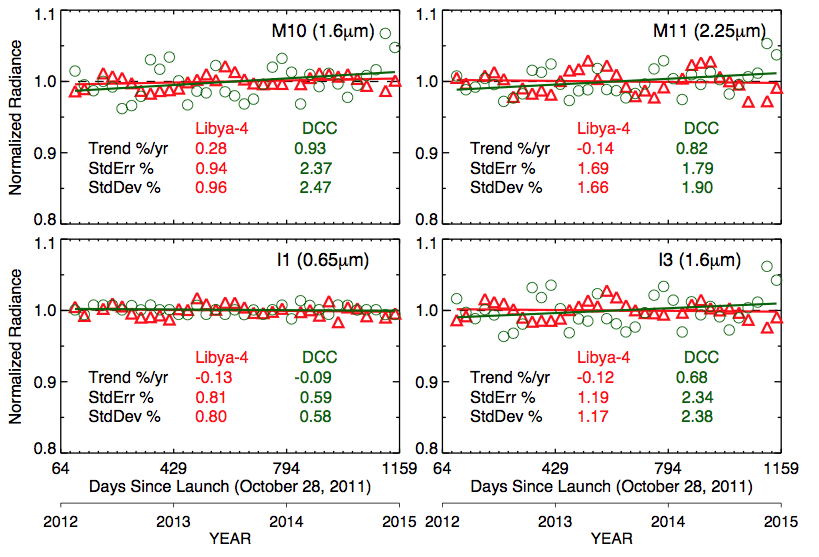 Normalized Radiance
1.1
1.0
0.9
0.8
M10 (1.6μm)
Libya-4 DCC
Trend %/yr 0.28 0.93
StdErr % 0.94 2.37
StdDev % 0.96 2.47
1.1
1.0
0.9
0.8
M11 (2.25μm)
Libya-4 DCC
Trend %/yr -0.14 0.82
StdErr % 1.69 1.79
StdDev % 1.66 1.90
Normalized Radiance
1.1
1.0
0.9
0.8
I1 (0.65μm)
Libya-4 DCC
Trend %/yr -0.13 -0.09
StdErr % 0.81 0.59
StdDev % 0.80 0.58
64 429 794 1159
Days Since Launch (October 28, 2011)
2012 2013 2014 2015
YEAR
1.1
1.0
0.9
0.8
I3 (1.6μm)
Libya-4 DCC
Trend %/yr -0.12 0.68
StdErr % 1.19 2.34
StdDev % 1.17 2.38
64 429 794 1159
Days Since Launch (October 28, 2011)
2012 2013 2014 2015
YEAR